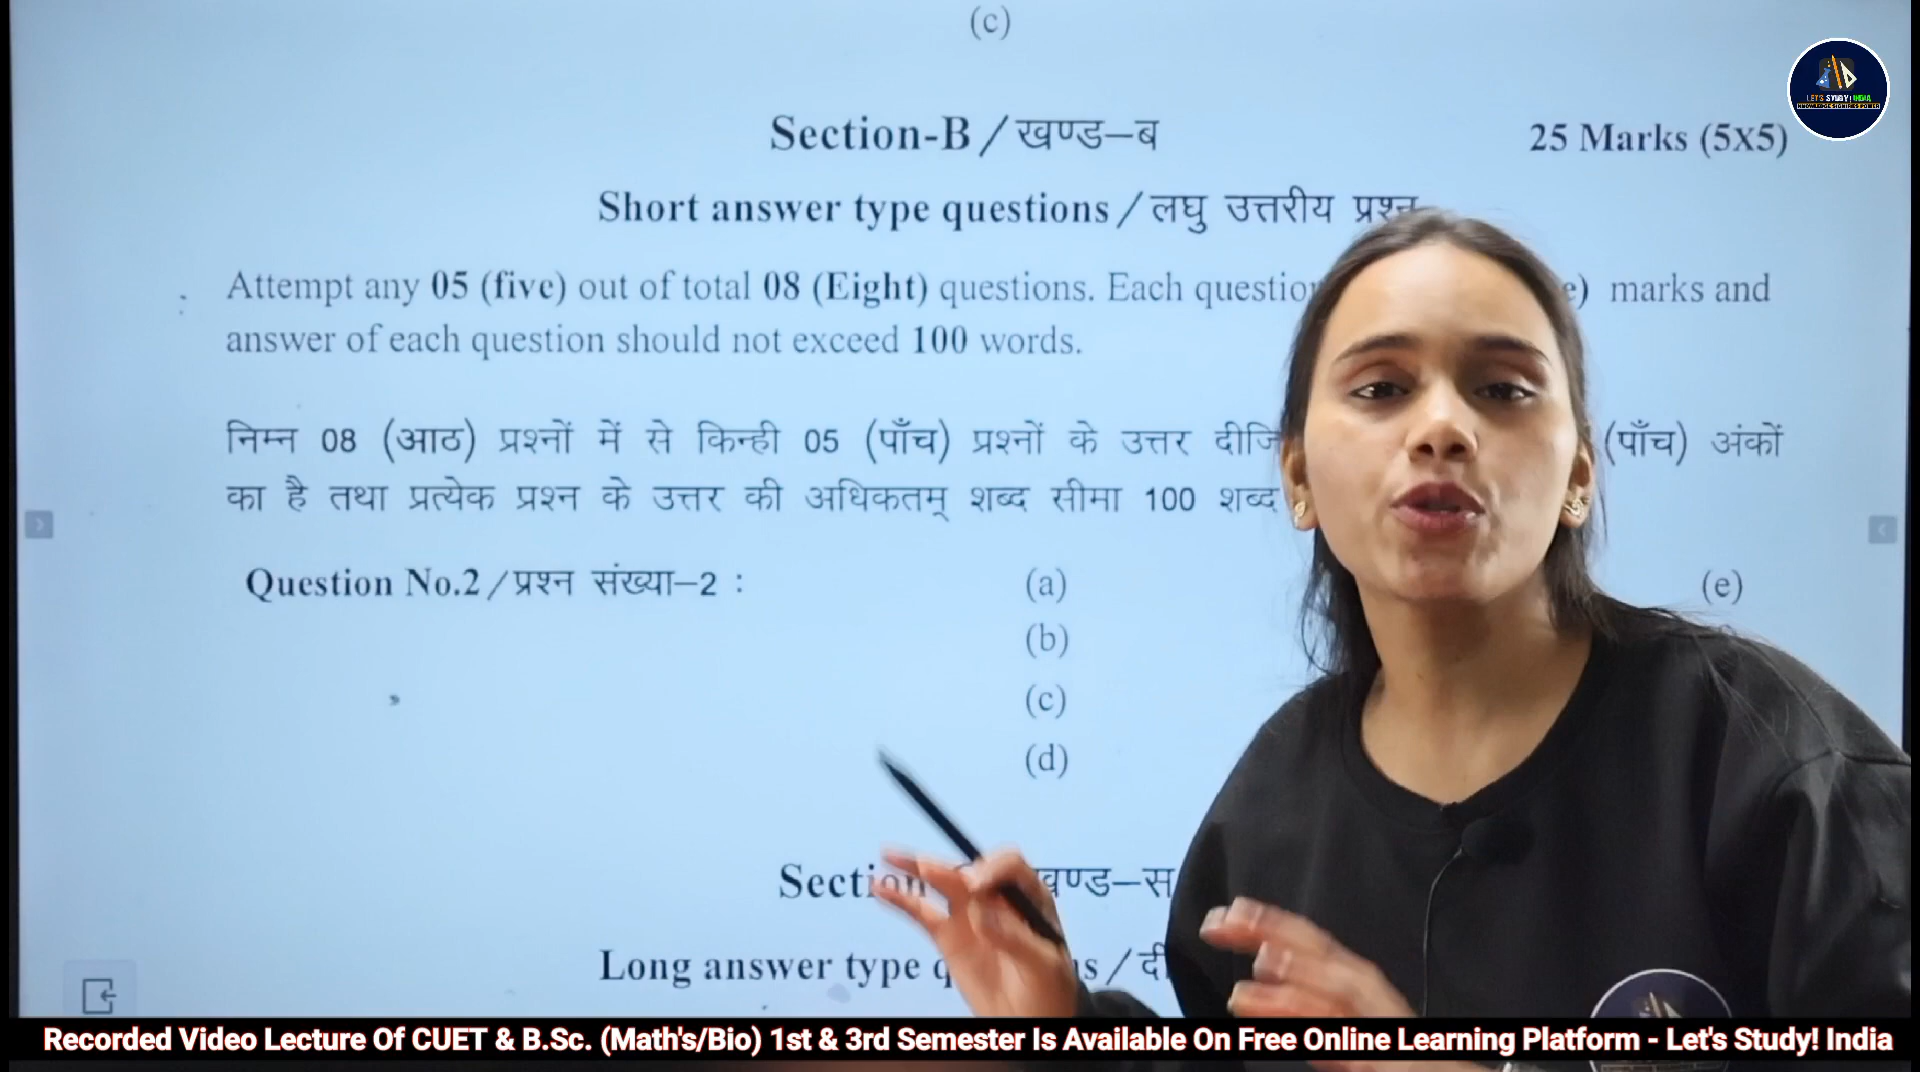 (c)
Section-B / खण्ड–ब
25 Marks (5X5)
Short answer type questions / लघु उत्तरीय प्रश्न
Attempt any 05 (five) out of total 08 (Eight) questions. Each marks and
answer of each question should not exceed 100 words.
निम्न 08 (आठ) प्रश्नों में से किन्ही 05 (पाँच) प्रश्नों के उत्तर (पाँच) अंकों
का है तथा प्रत्येक प्रश्न के उत्तर की अधिकतम् शब्द सीमा 100 शब्द
Question No.2 / प्रश्न संख्या–2 : (a) (e)
(b)
(c)
(d)
Long answer type
LET'S STUDY! INDIA
Recorded Video Lecture Of CUET & B.Sc. (Math's/Bio) 1st & 3rd Semester Is Available On Free Online Learning Platform - Let's Study! India